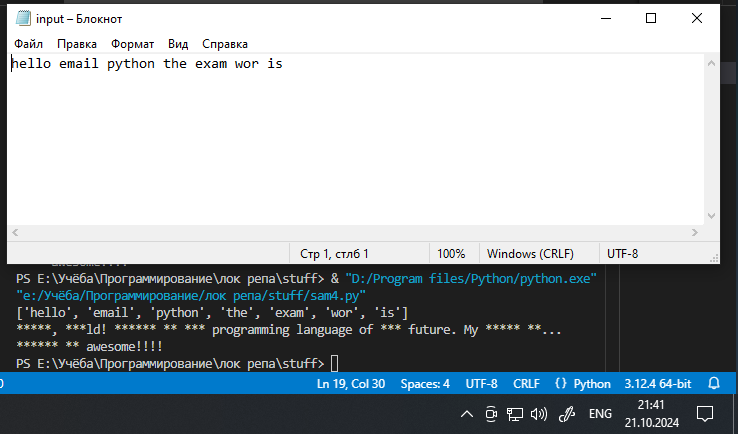 input – Блокнот
Файл Правка Формат Вид Справка
hello email python the exam wor is
Стр 1, стлб 1 100% Windows (CRLF) UTF-8
PS E:\Учёба\Программирование\лок репа\stuff> & "D:/Program files/Python/python.exe"
"e:/Учёба/Программирование/лок репа/stuff/sam4.py"
['hello', 'email', 'python', 'the', 'exam', 'wor', 'is']
*****, ***ld! ****** ** *** programming language of *** future. My ***** **...
****** ** awesome!!!!
PS E:\Учёба\Программирование\лок репа\stuff>
Ln 19, Col 30 Spaces: 4 UTF-8 CRLF {} Python 3.12.4 64-bit
ENG 21:41
21.10.2024